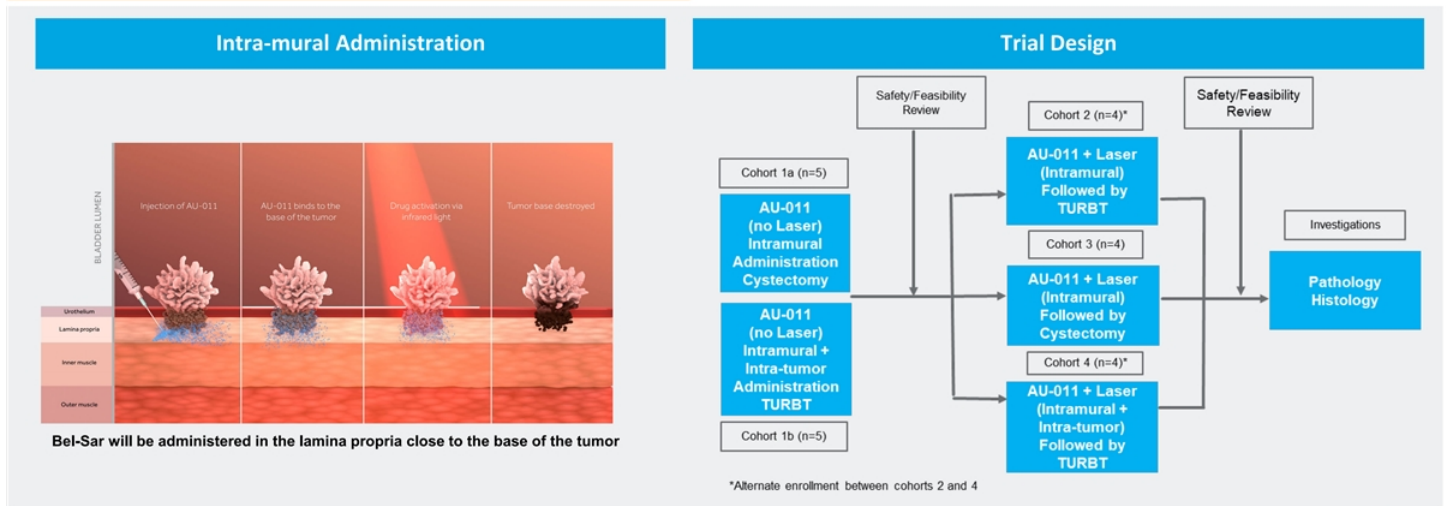 Intra-mural Administration
BLADDER LUMEN
Injection of AU-011
AU-011 binds to the
base of the tumor
Drug activation via
infrared light
Tumor base destroyed
Urothelium
Lamina propria
Inner muscle
Outer muscle
Bel-Sar will be administered in the lamina propria close to the base of the tumor
Trial Design
Safety/Feasibility
Review
Cohort 1a (n=5)
AU-011
(no Laser)
Intramural
Administration
Cystectomy
AU-011
(no Laser)
Intramural +
Intra-tumor
Administration
TURBT
Cohort 1b (n=5)
Cohort 2 (n=4)*
AU-011 + Laser
(Intramural)
Followed by
TURBT
Cohort 3 (n=4)
AU-011 + Laser
(Intramural)
Followed by
Cystectomy
Cohort 4 (n=4)*
AU-011 + Laser
(Intramural +
Intra-tumor)
Followed by
TURBT
Safety/Feasibility
Review
Investigations
Pathology
Histology
*Alternate enrollment between cohorts 2 and 4